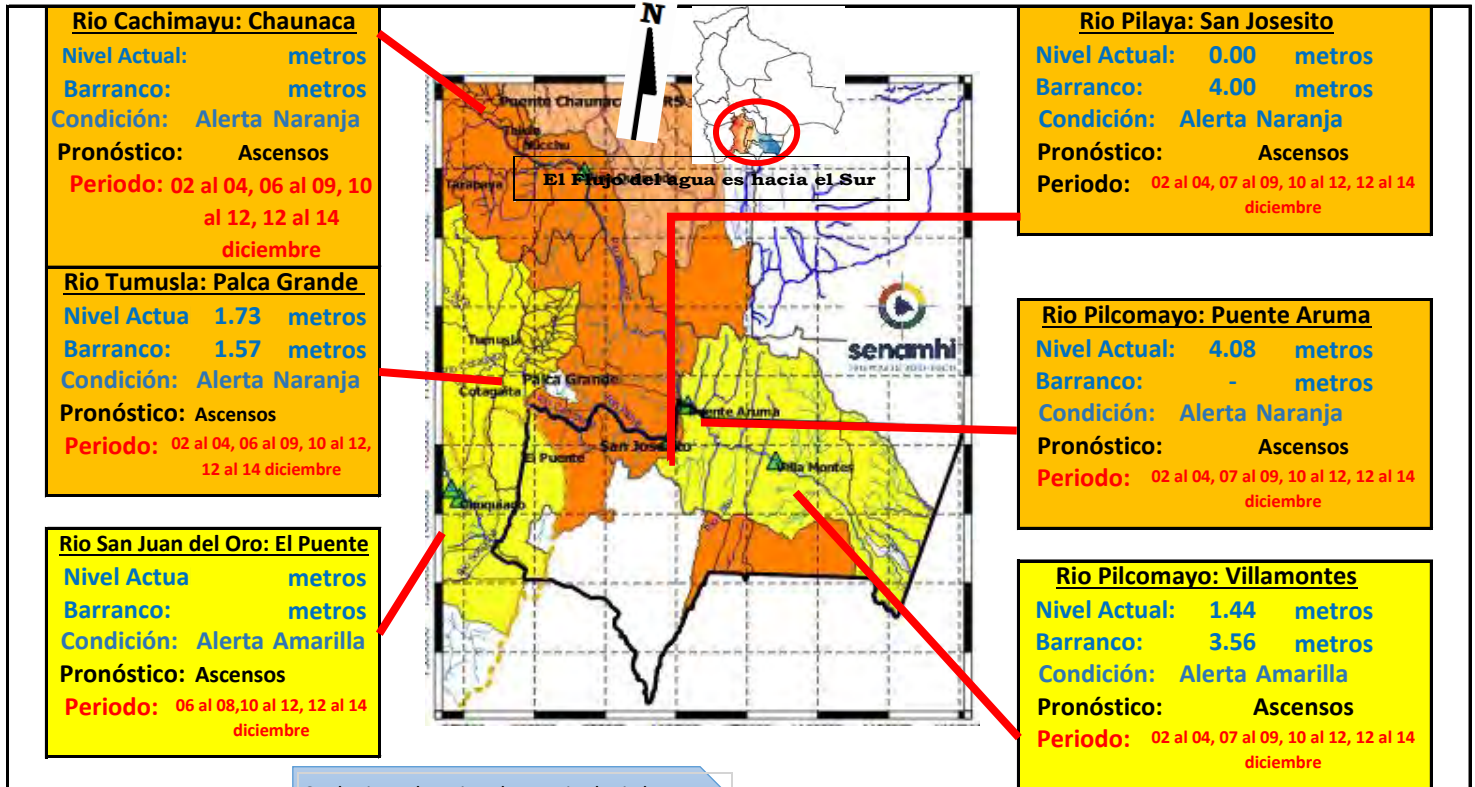 Rio Cachimayu: Chaunaca
Nivel Actual: metros
Barranco: metros
Condición: Alerta Naranja
Pronóstico: Ascensos
Periodo: 02 al 04, 06 al 09, 10
al 12, 12 al 14
diciembre
Rio Tumusla: Palca Grande
Nivel Actua 1.73 metros
Barranco: 1.57 metros
Condición: Alerta Naranja
Pronóstico: Ascensos
Periodo: 02 al 04, 06 al 09, 10 al 12,
12 al 14 diciembre
Rio San Juan del Oro: El Puente
Nivel Actua metros
Barranco: metros
Condición: Alerta Amarilla
Pronóstico: Ascensos
Periodo: 06 al 08,10 al 12, 12 al 14
diciembre
N
Puente Chaunac
El Flujo del agua es hacia el Sur
Tumusla
Palca Grande
Cotagaita
Puente Aruma
San Josesito
El Puente
Villa Montes
senamhi
Rio Pilaya: San Josesito
Nivel Actual: 0.00 metros
Barranco: 4.00 metros
Condición: Alerta Naranja
Pronóstico: Ascensos
Periodo: 02 al 04, 07 al 09, 10 al 12, 12 al 14
diciembre
Rio Pilcomayo: Puente Aruma
Nivel Actual: 4.08 metros
Barranco: - metros
Condición: Alerta Naranja
Pronóstico: Ascensos
Periodo: 02 al 04, 07 al 09, 10 al 12, 12 al 14
diciembre
Rio Pilcomayo: Villamontes
Nivel Actual: 1.44 metros
Barranco: 3.56 metros
Condición: Alerta Amarilla
Pronóstico: Ascensos
Periodo: 02 al 04, 07 al 09, 10 al 12, 12 al 14
diciembre